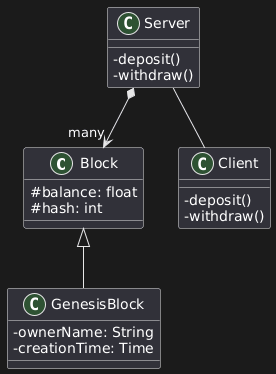 C Server
-deposit()
-withdraw()
many
C Block
#balance: float
#hash: int
C Client
-deposit()
-withdraw()
C GenesisBlock
-ownerName: String
-creationTime: Time